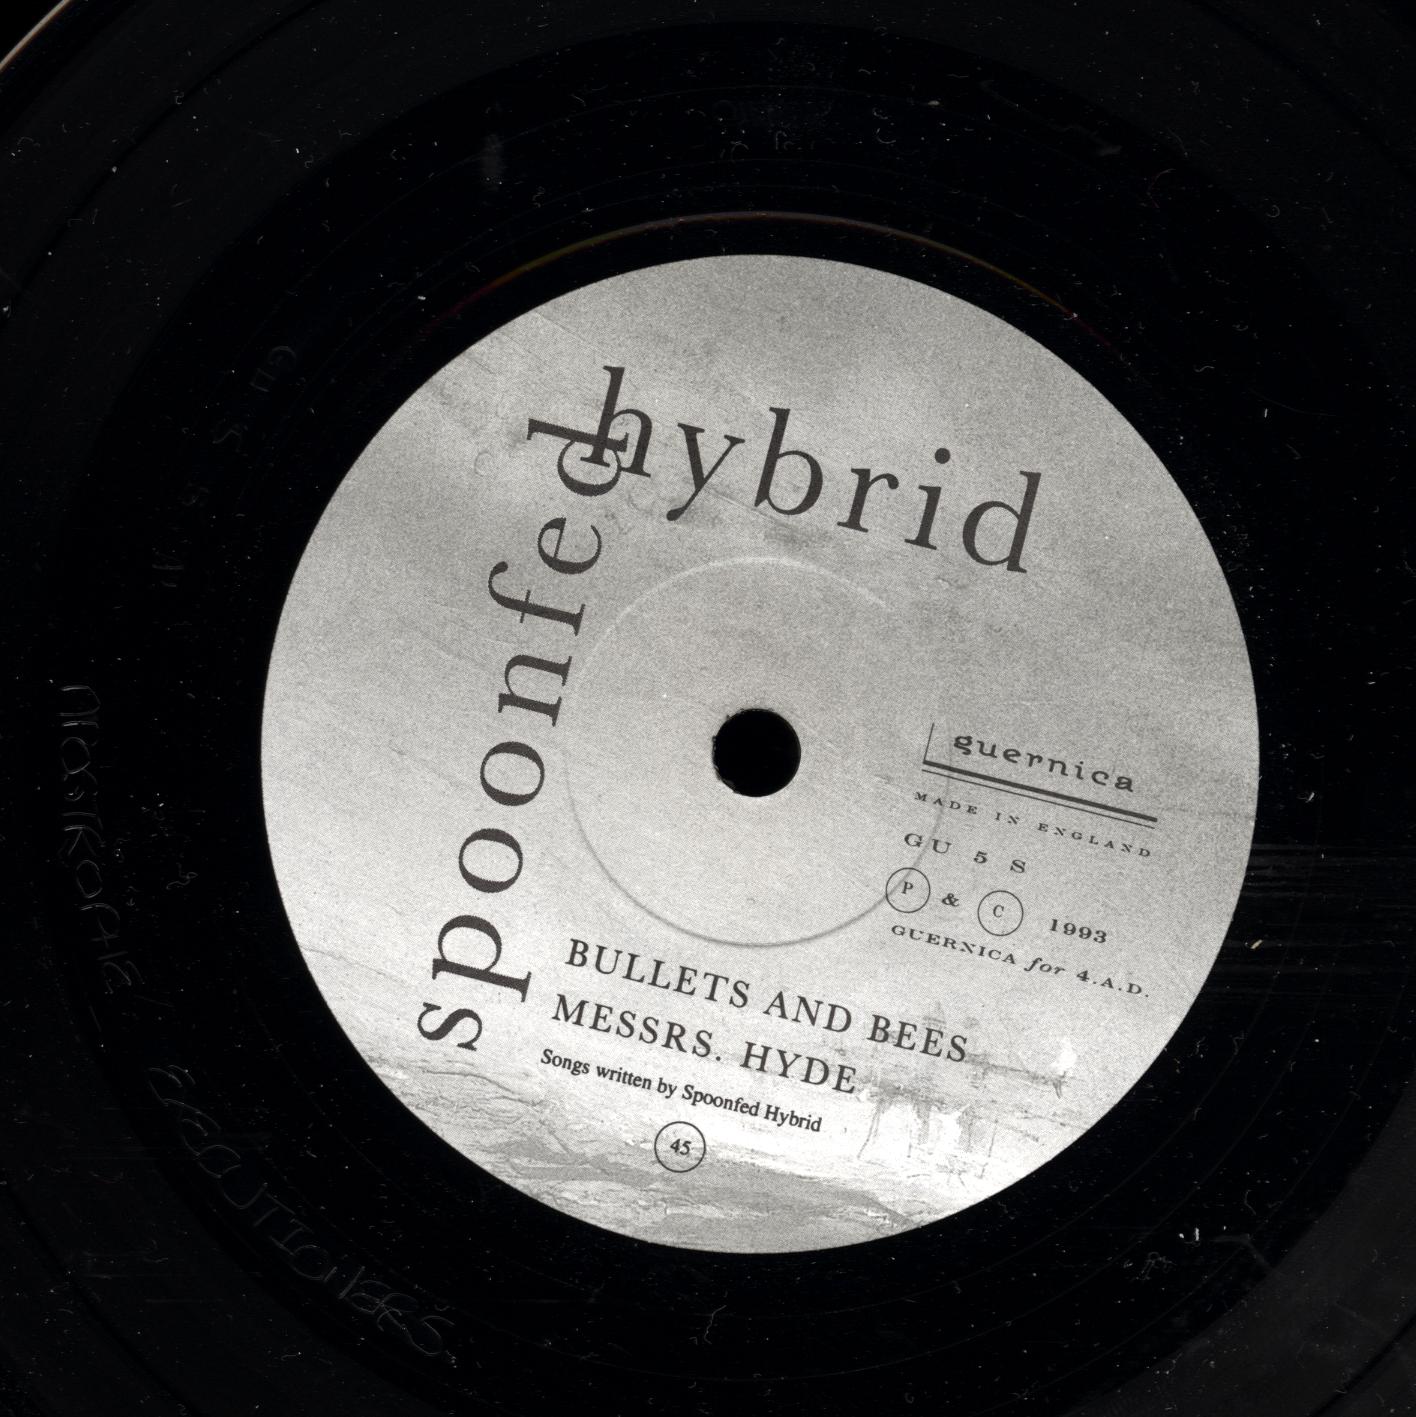 spoonfed
hybrid
guernica
MADE IN ENGLAND
GU 5 S
P & C 1993
GUERNICA for 4.A.D.
BULLETS AND BEES
MESSRS. HYDE
Songs written by Spoonfed Hybrid
45